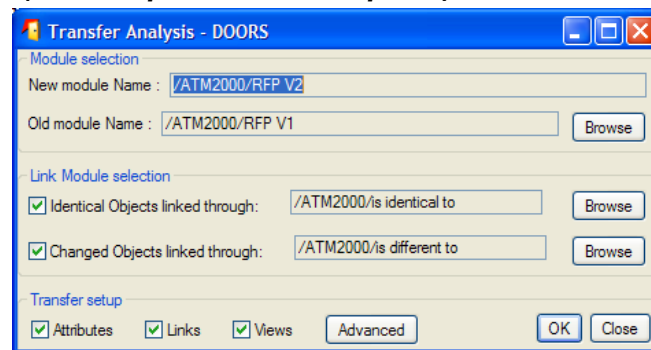 Transfer Analysis - DOORS
Module selection
New module Name : /ATM2000/RFP V2
Old module Name : /ATM2000/RFP V1 Browse
Link Module selection
Identical Objects linked through: /ATM2000/is identical to Browse
Changed Objects linked through: /ATM2000/is different to Browse
Transfer setup
Attributes Links Views Advanced OK Close